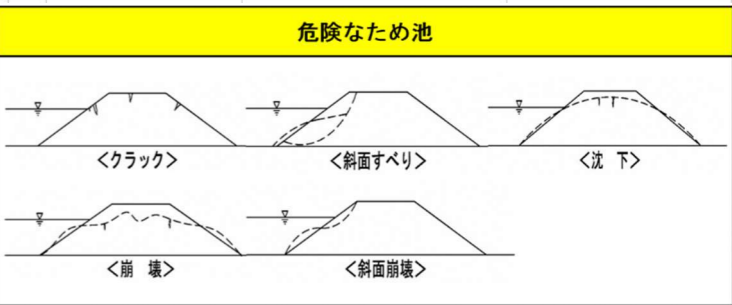 危険なため池
<クラック>
<斜面すべり>
<沈　下>
<崩　壊>
<斜面崩壊>